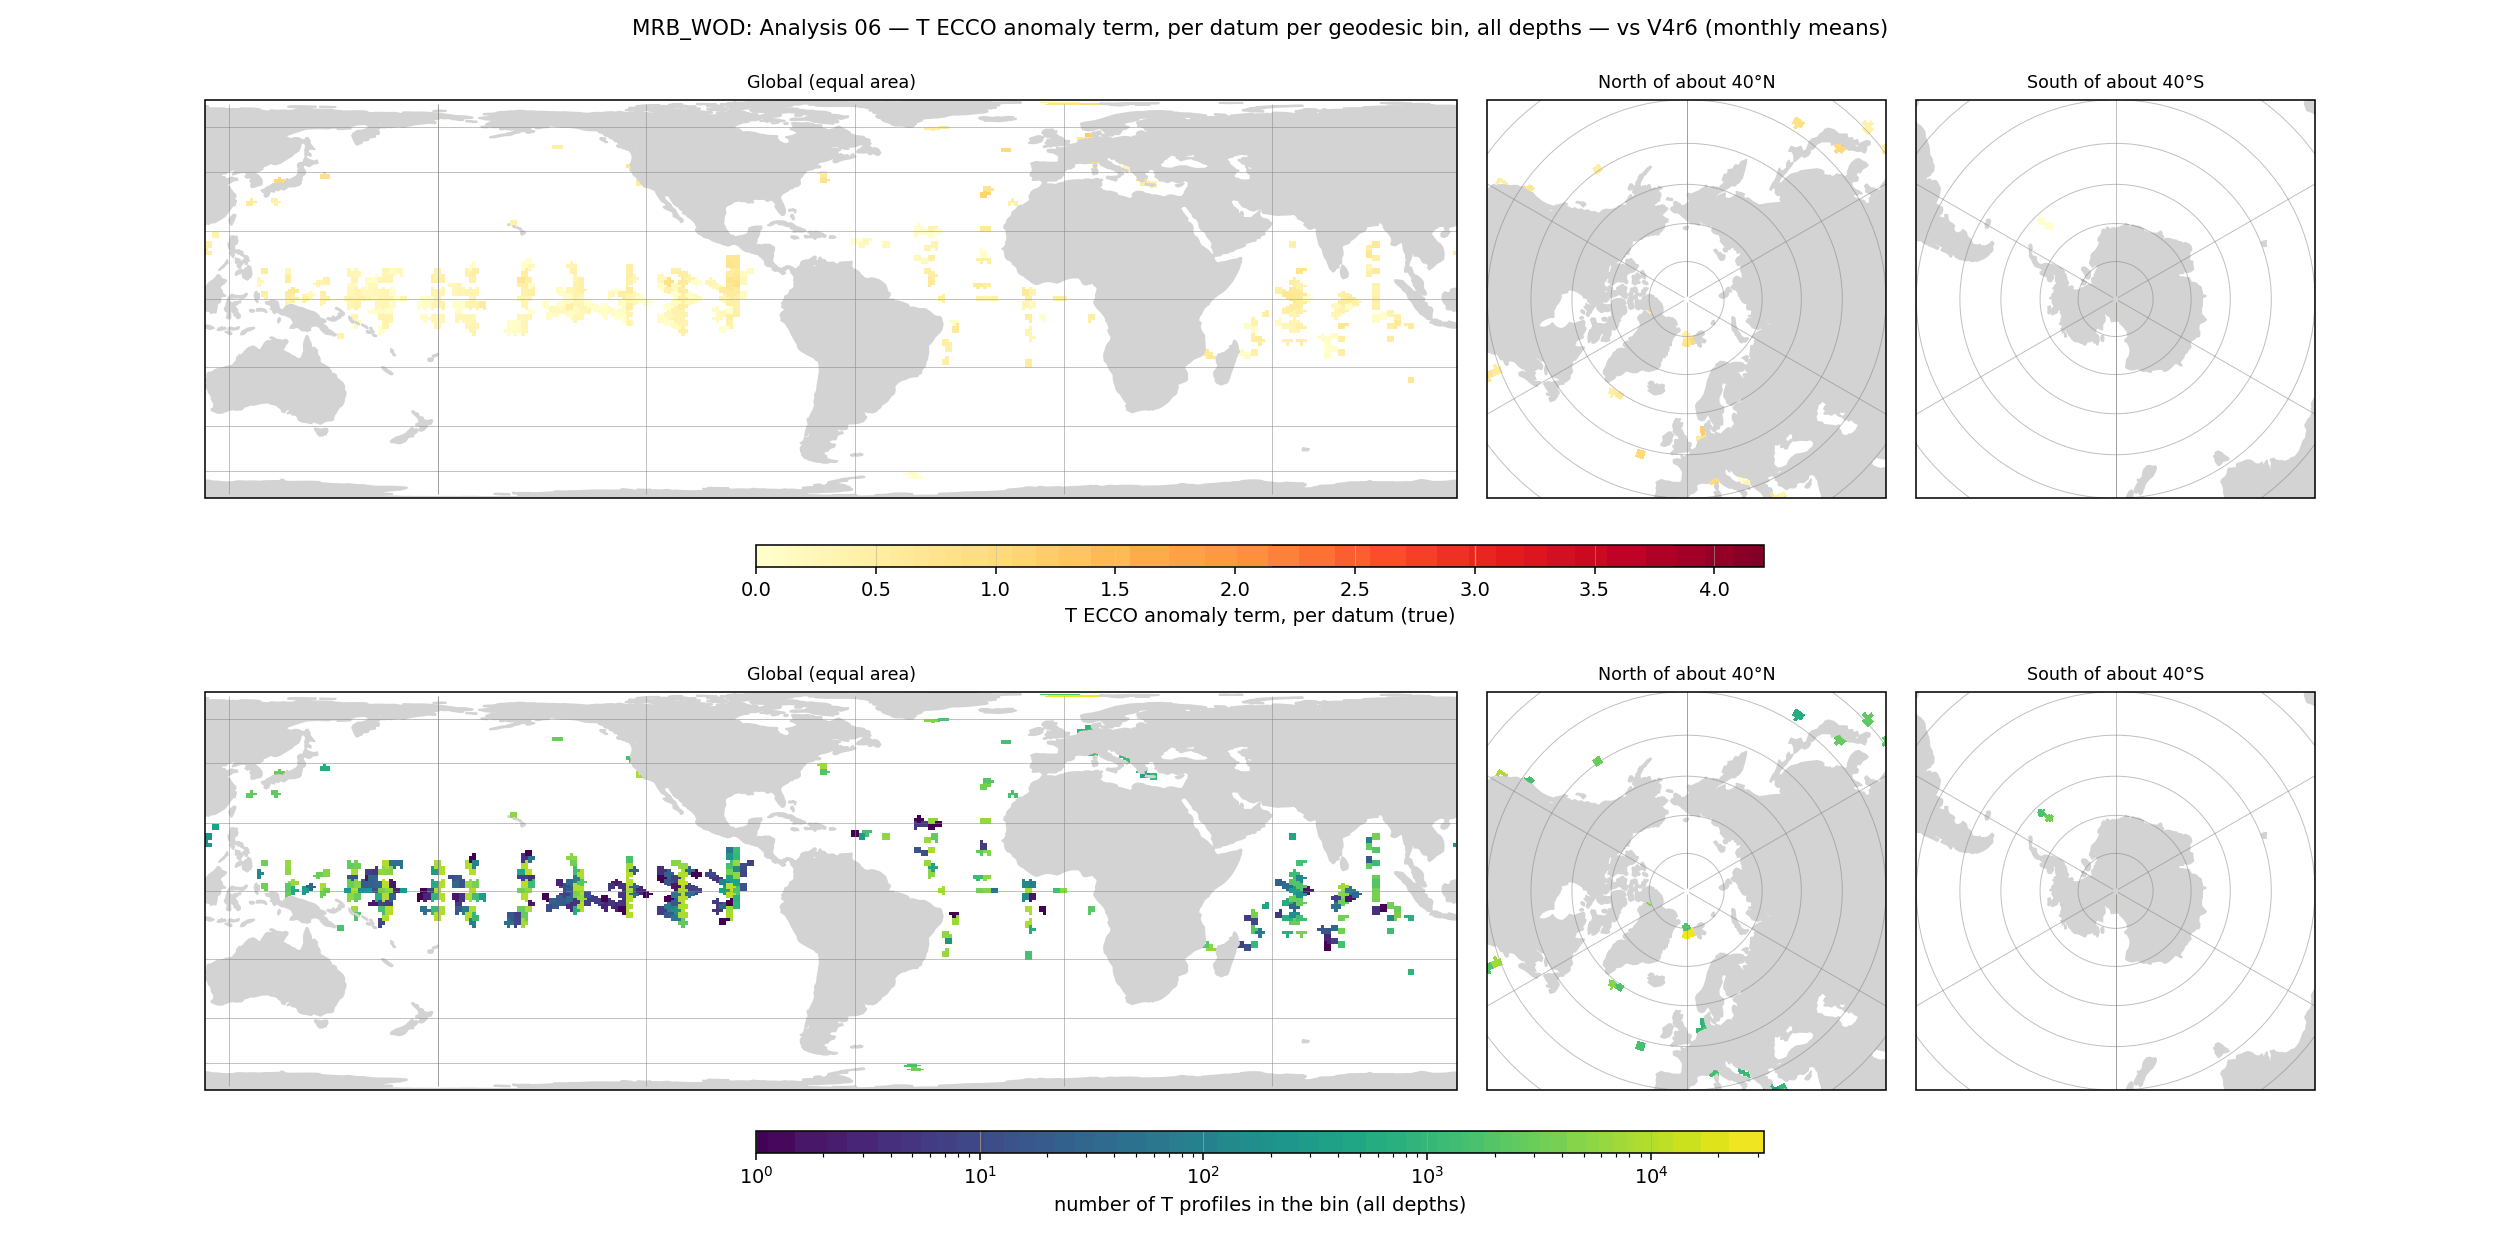 MRB_WOD: Analysis 06 — T ECCO anomaly term, per datum per geodesic bin, all depths — vs V4r6 (monthly means)
Global (equal area)
North of about 40°N
South of about 40°S
0.0 0.5 1.0 1.5 2.0 2.5 3.0 3.5 4.0
T ECCO anomaly term, per datum (true)
Global (equal area)
North of about 40°N
South of about 40°S
10⁰ 10¹ 10² 10³ 10⁴
number of T profiles in the bin (all depths)